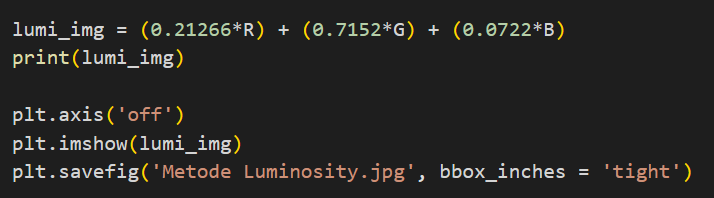 lumi_img = (0.21266*R) + (0.7152*G) + (0.0722*B)
print(lumi_img)
plt.axis('off')
plt.imshow(lumi_img)
plt.savefig('Metode Luminosity.jpg', bbox_inches = 'tight')